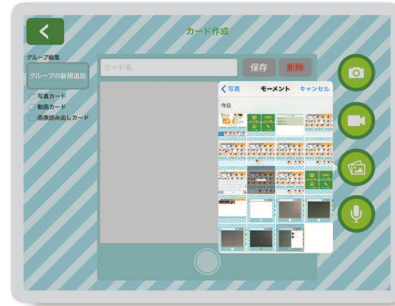 カード作成
グループ編集
グループの新規追加
写真カード
動画カード
画像読み出しカード
カード名
保存
削除
写真
モーメント
キャンセル
今日